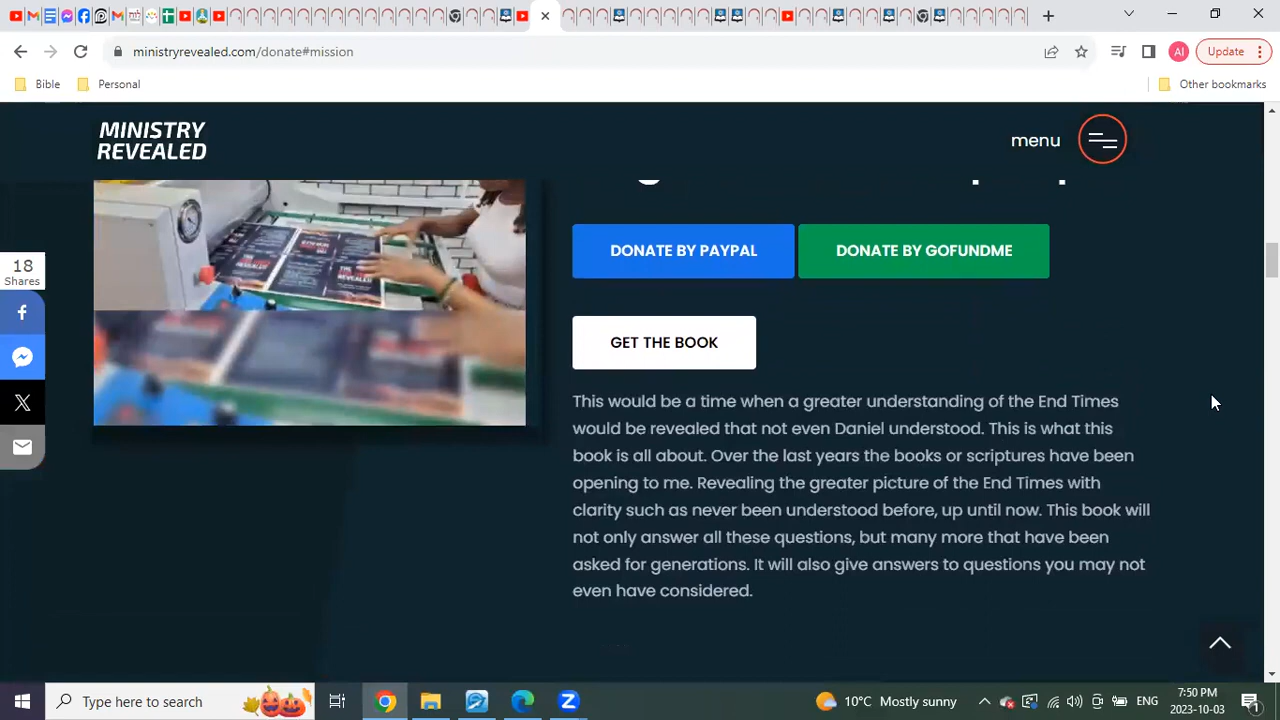 ministryrevealed.com/donate#mission
AI
Update
Bible
Personal
Other bookmarks
MINISTRY
REVEALED
menu
18
Shares
DONATE BY PAYPAL
DONATE BY GOFUNDME
GET THE BOOK
This would be a time when a greater understanding of the End Times
would be revealed that not even Daniel understood. This is what this
book is all about. Over the last years the books or scriptures have been
opening to me. Revealing the greater picture of the End Times with
clarity such as never been understood before, up until now. This book will
not only answer all these questions, but many more that have been
asked for generations. It will also give answers to questions you may not
even have considered.
Type here to search
10°C Mostly sunny
ENG
7:50 PM
2023-10-03